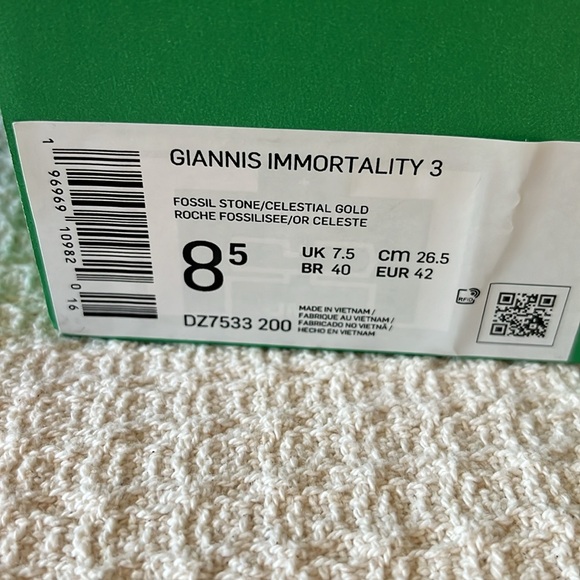 GIANNIS IMMORTALITY 3
FOSSIL STONE/CELESTIAL GOLD
ROCHE FOSSILISEE/OR CELESTE
8⁵
UK 7.5 cm 26.5
BR 40 EUR 42
DZ7533 200
MADE IN VIETNAM /
FABRIQUE AU VIETNAM /
FABRICADO NO VIETNÃ /
HECHO EN VIETNAM
RFID
1 96969 10982 0 16